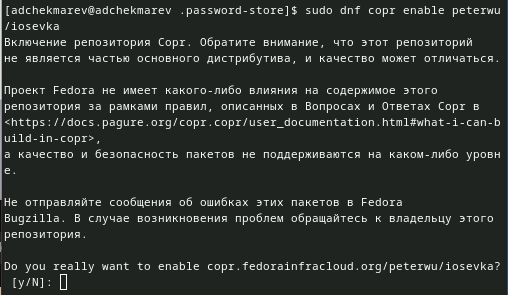 [adchekmarev@adchekmarev .password-store]$ sudo dnf copr enable peterwu
/iosevka
Включение репозитория Copr. Обратите внимание, что этот репозиторий
не является частью основного дистрибутива, и качество может отличаться.

Проект Fedora не имеет какого-либо влияния на содержимое этого
репозитория за рамками правил, описанных в Вопросах и Ответах Copr в
<https://docs.pagure.org/copr.copr/user_documentation.html#what-i-can-b
uild-in-copr>,
а качество и безопасность пакетов не поддерживаются на каком-либо уровн
е.

Не отправляйте сообщения об ошибках этих пакетов в Fedora
Bugzilla. В случае возникновения проблем обращайтесь к владельцу этого
репозитория.

Do you really want to enable copr.fedorainfracloud.org/peterwu/iosevka?
 [y/N]: